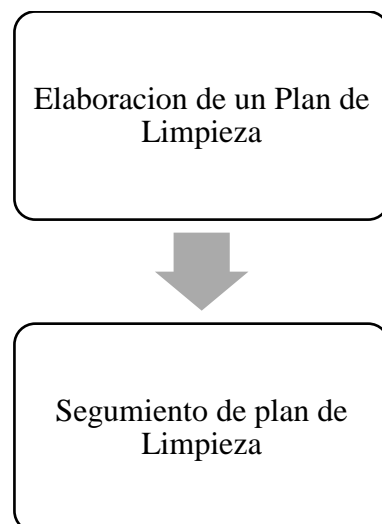 Elaboracion de un Plan de
Limpieza
Segumiento de plan de
Limpieza